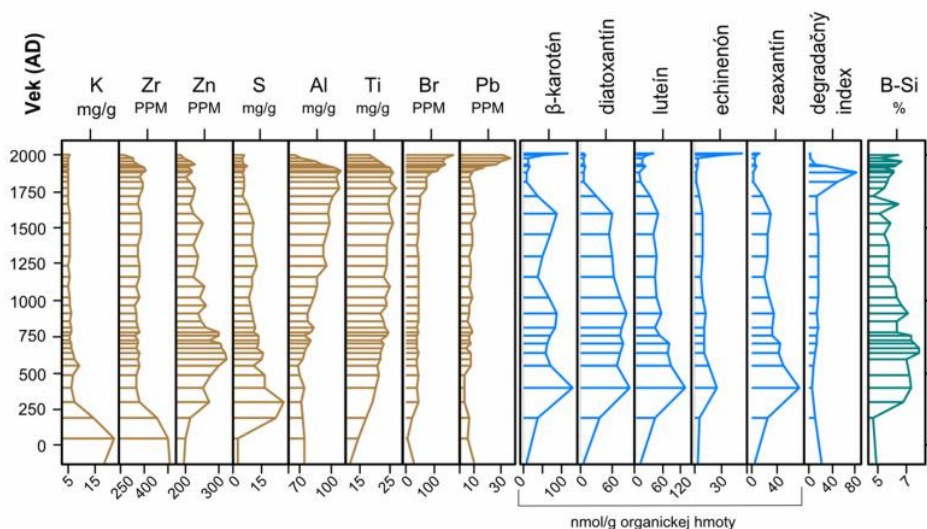 Vek (AD)
K
mg/g
Zr
PPM
Zn
PPM
S
mg/g
Al
mg/g
Ti
mg/g
Br
PPM
Pb
PPM
β-karotén
diatoxantín
luteín
echinenón
zeaxantín
degradačný
index
B-Si
%
2000
1750
1500
1250
1000
750
500
250
0
5 15
250 400
200 300
0 15
70 100
0 15 25
0 100
10 30
0 100
0 60
0 60 120
0 30
0 40
0 40 80
5 7
nmol/g organickej hmoty